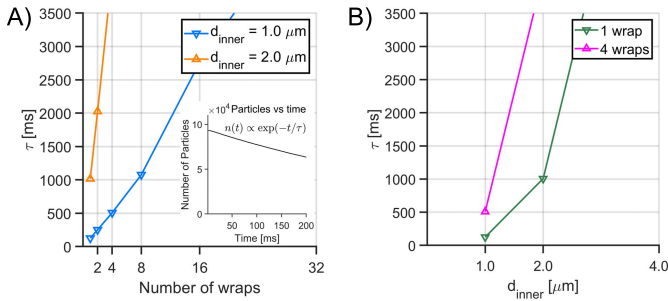 A)
3500
3000
2500
2000
1500
1000
500
0
τ [ms]
d_inner = 1.0 μm
d_inner = 2.0 μm
×10⁴ Particles vs time
n(t) ∝ exp(−t/τ)
10
5
0
Number of Particles
50 100 150 200
Time [ms]
2 4 8 16 32
Number of wraps
B)
3500
3000
2500
2000
1500
1000
500
0
τ [ms]
1 wrap
4 wraps
1.0 2.0 4.0
d_inner [μm]